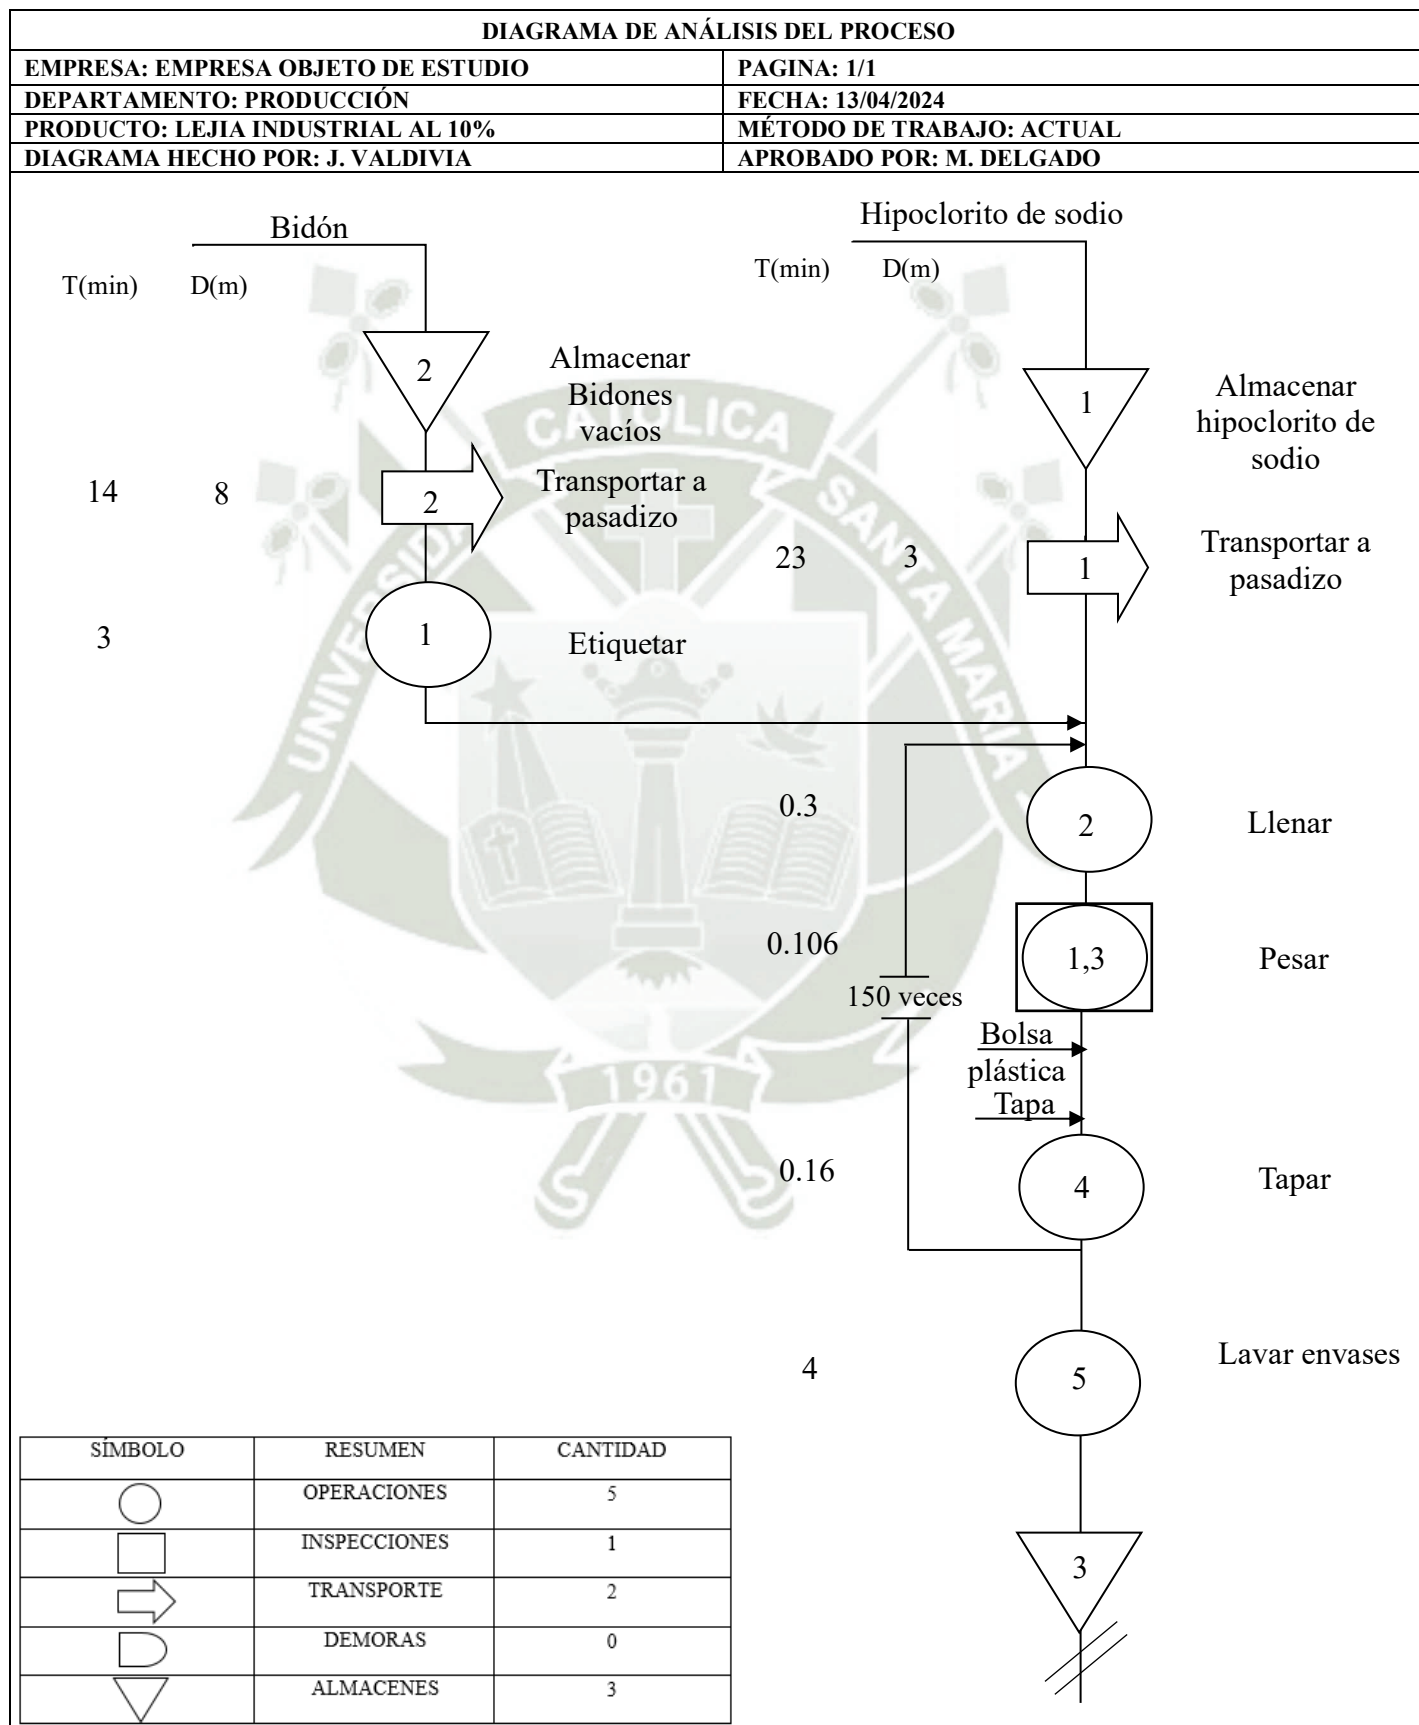 DIAGRAMA DE ANÁLISIS DEL PROCESO
EMPRESA: EMPRESA OBJETO DE ESTUDIO
PAGINA: 1/1
DEPARTAMENTO: PRODUCCIÓN
FECHA: 13/04/2024
PRODUCTO: LEJIA INDUSTRIAL AL 10%
MÉTODO DE TRABAJO: ACTUAL
DIAGRAMA HECHO POR: J. VALDIVIA
APROBADO POR: M. DELGADO
Bidón
T(min) D(m)
2
Almacenar
Bidones
vacíos
14 8
2
Transportar a
pasadizo
3
1
Etiquetar
Hipoclorito de sodio
T(min) D(m)
1
Almacenar
hipoclorito de
sodio
23 3
1
Transportar a
pasadizo
0.3
2
Llenar
0.106
1,3
Pesar
150 veces
Bolsa
plástica
Tapa
0.16
4
Tapar
4
5
Lavar envases
3
SÍMBOLO RESUMEN CANTIDAD
OPERACIONES 5
INSPECCIONES 1
TRANSPORTE 2
DEMORAS 0
ALMACENES 3
UNIVERSIDAD CATOLICA SANTA MARIA
1961